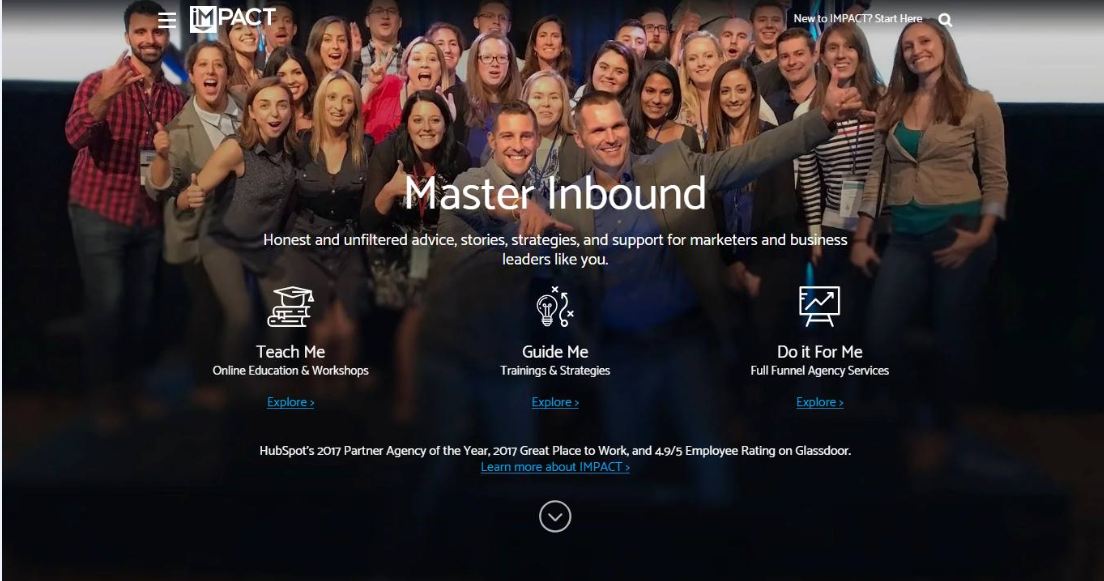 IMPACT
New to IMPACT? Start Here
Master Inbound
Honest and unfiltered advice, stories, strategies, and support for marketers and business
leaders like you.
Teach Me
Online Education & Workshops
Explore >
Guide Me
Trainings & Strategies
Explore >
Do it For Me
Full Funnel Agency Services
Explore >
HubSpot's 2017 Partner Agency of the Year, 2017 Great Place to Work, and 4.9/5 Employee Rating on Glassdoor.
Learn more about IMPACT >